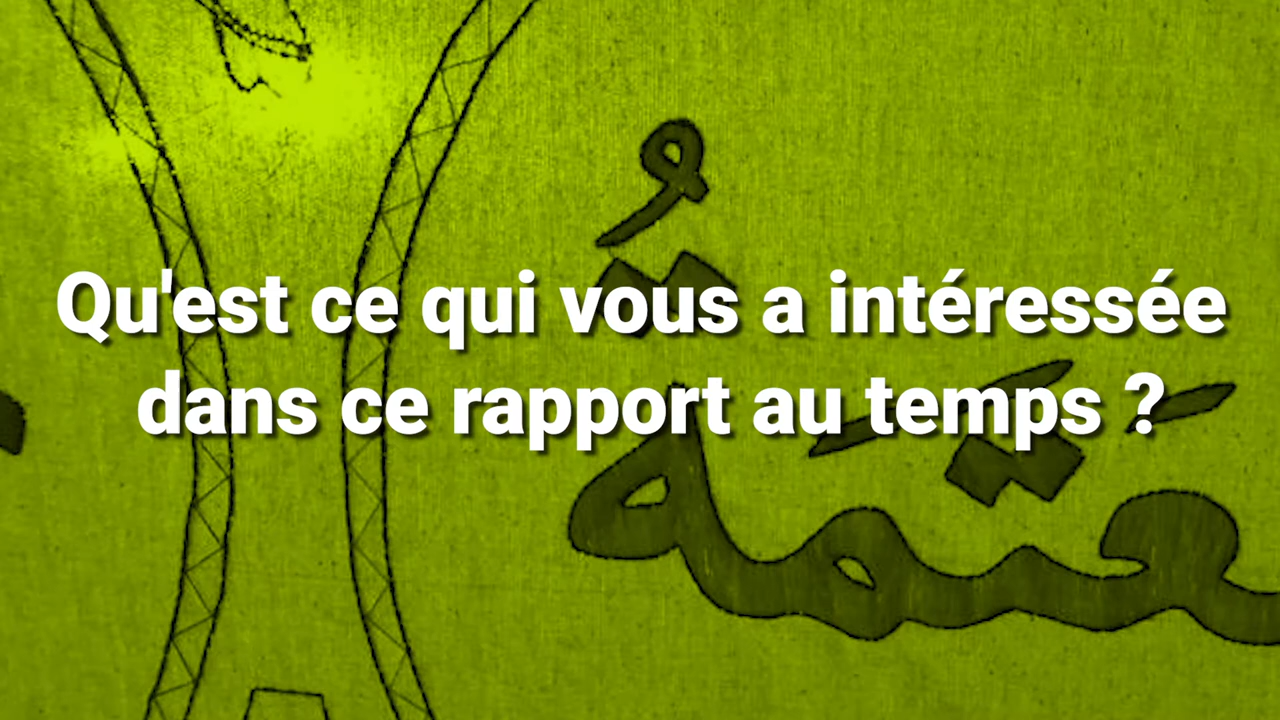 Qu'est ce qui vous a intéressée
dans ce rapport au temps ?
عَتَمَةُ